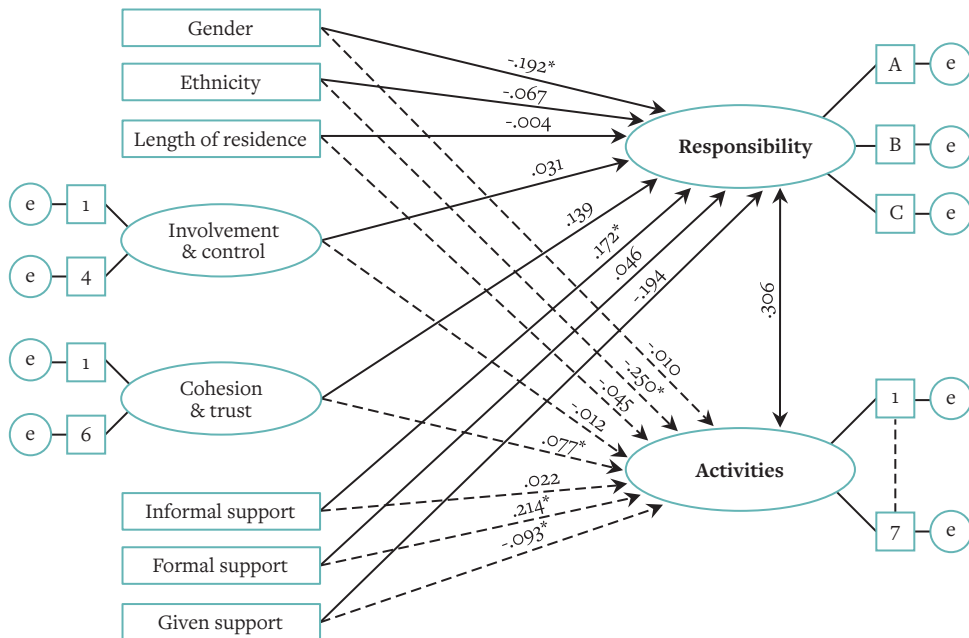 Gender
Ethnicity
Length of residence
Involvement
& control
Cohesion
& trust
Informal support
Formal support
Given support
e
1
e
4
e
1
e
6
-.192*
-.067
-.004
.031
.139
.172*
.046
-.194
.306
-.010
-.250*
-.045
-.012
.077*
.022
.214*
-.093*
Responsibility
Activities
A
e
B
e
C
e
1
e
7
e